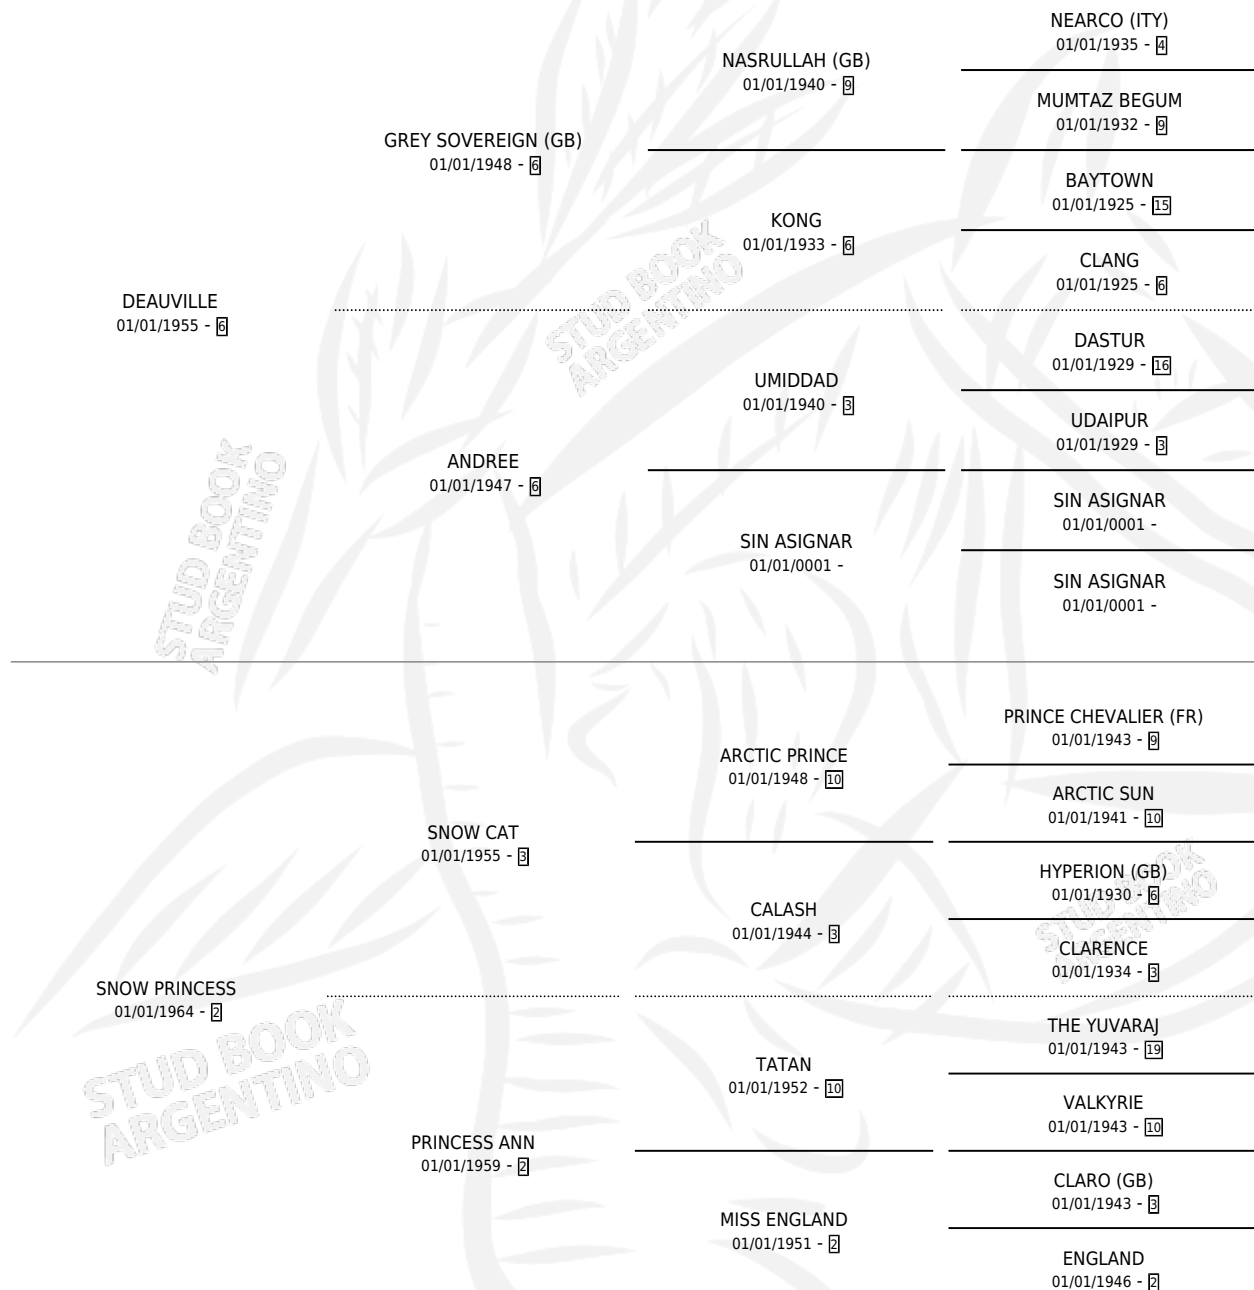 NEARCO (ITY)
01/01/1935 - 4
NASRULLAH (GB)
01/01/1940 - 9
MUMTAZ BEGUM
01/01/1932 - 9
GREY SOVEREIGN (GB)
01/01/1948 - 6
BAYTOWN
01/01/1925 - 15
KONG
01/01/1933 - 6
CLANG
01/01/1925 - 6
DEAUVILLE
01/01/1955 - 6
DASTUR
01/01/1929 - 16
UMIDDAD
01/01/1940 - 3
UDAIPUR
01/01/1929 - 3
ANDREE
01/01/1947 - 6
SIN ASIGNAR
01/01/0001 -
SIN ASIGNAR
01/01/0001 -
SIN ASIGNAR
01/01/0001 -
STUD BOOK
ARGENTINO
STUD BOOK
ARGENTINO
PRINCE CHEVALIER (FR)
01/01/1943 - 9
ARCTIC PRINCE
01/01/1948 - 10
ARCTIC SUN
01/01/1941 - 10
SNOW CAT
01/01/1955 - 3
HYPERION (GB)
01/01/1930 - 6
CALASH
01/01/1944 - 3
CLARENCE
01/01/1934 - 3
SNOW PRINCESS
01/01/1964 - 2
THE YUVARAJ
01/01/1943 - 19
TATAN
01/01/1952 - 10
VALKYRIE
01/01/1943 - 10
PRINCESS ANN
01/01/1959 - 2
CLARO (GB)
01/01/1943 - 3
MISS ENGLAND
01/01/1951 - 2
ENGLAND
01/01/1946 - 2
STUD BOOK
ARGENTINO
STUD BOOK
ARGENTINO